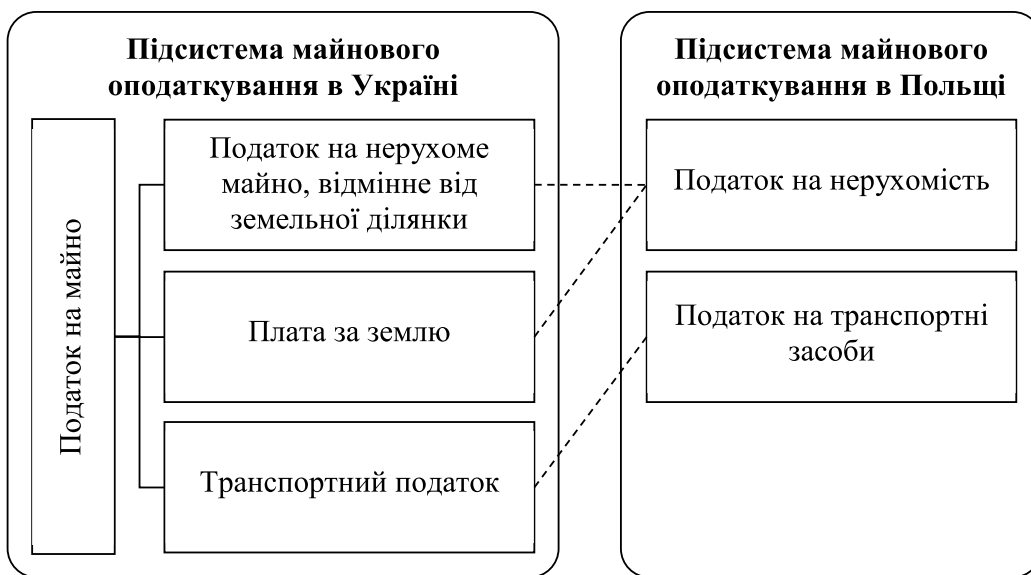 Підсистема майнового
оподаткування в Україні
Податок на майно
Податок на нерухоме
майно, відмінне від
земельної ділянки
Плата за землю
Транспортний податок
Підсистема майнового
оподаткування в Польщі
Податок на нерухомість
Податок на транспортні
засоби